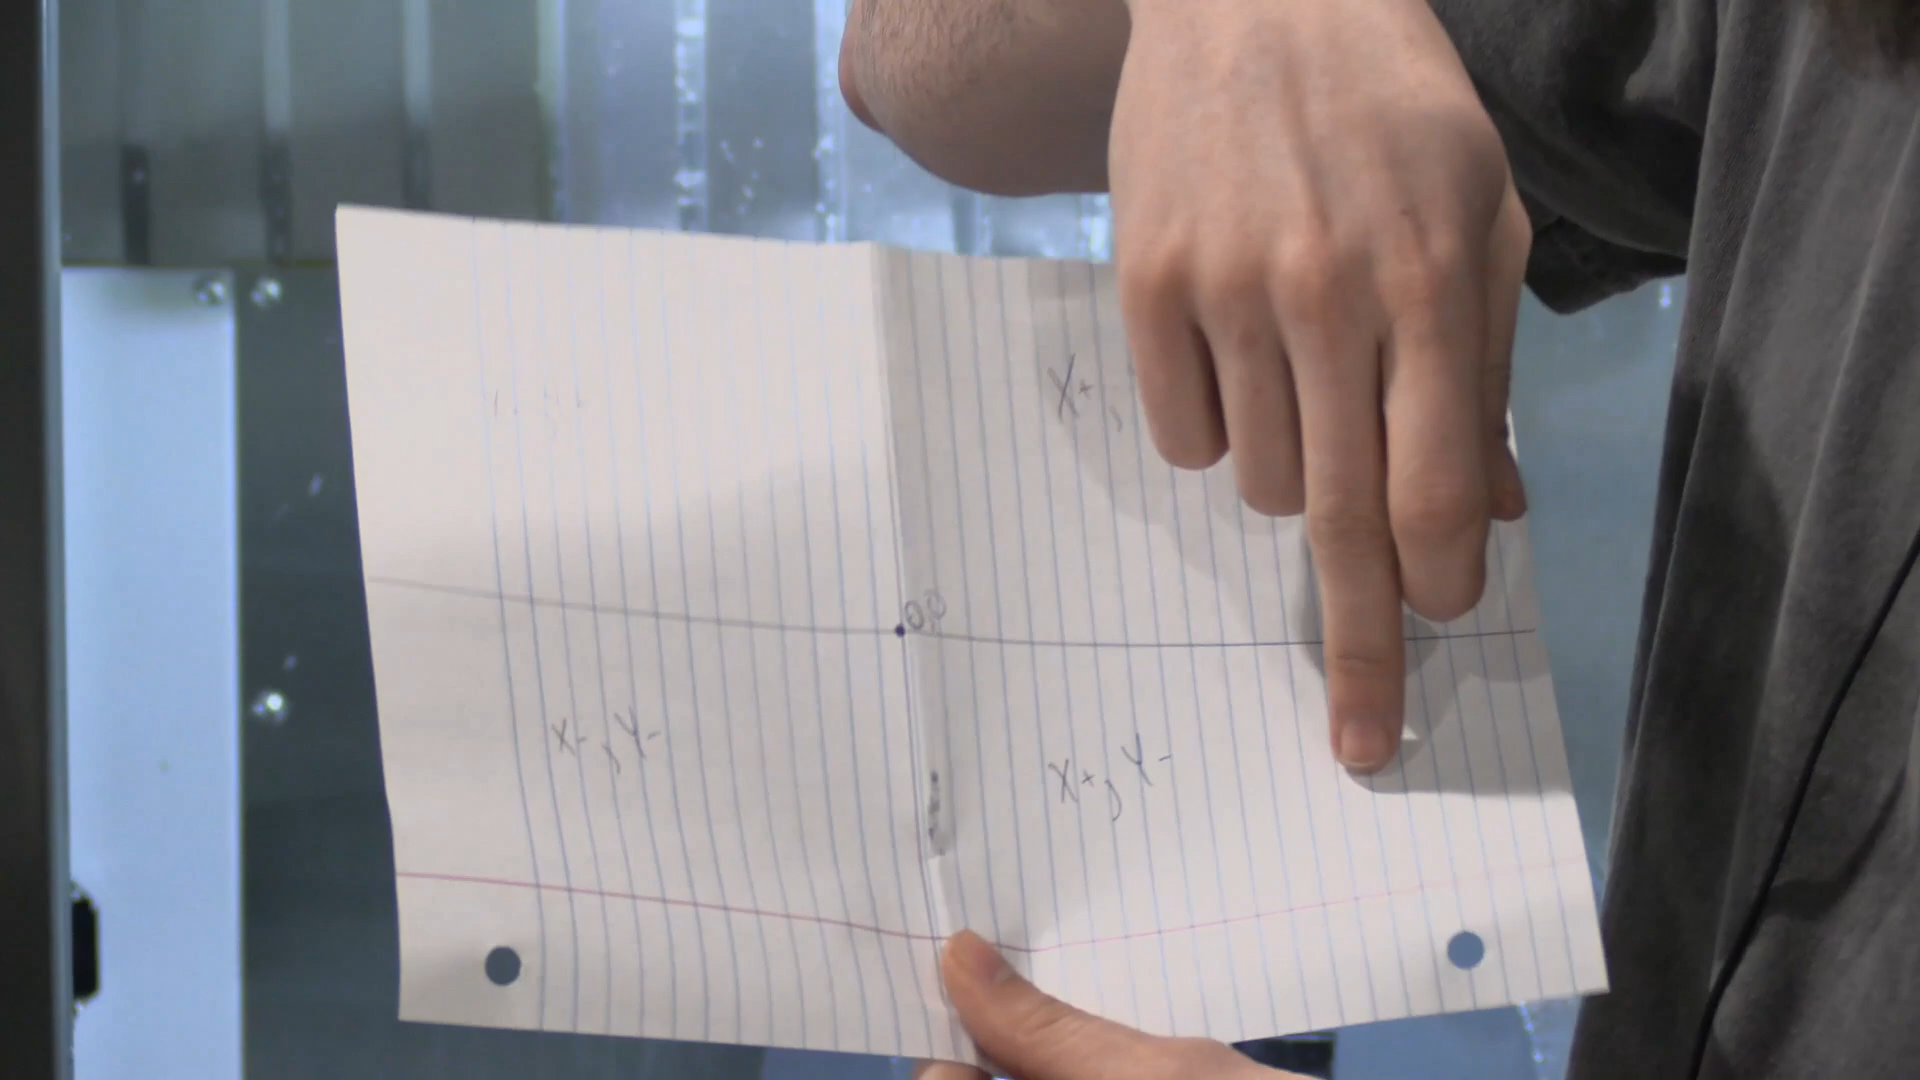 X+,
0,0
X-, Y-
X+, Y-